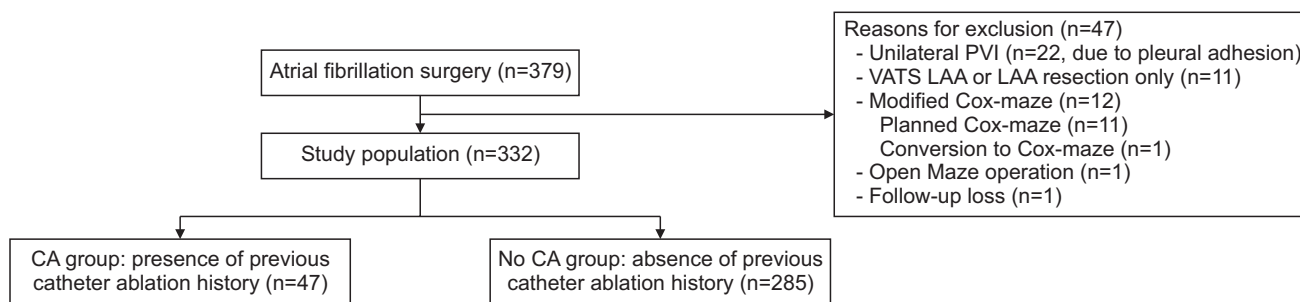 Atrial fibrillation surgery (n=379)
Reasons for exclusion (n=47)
- Unilateral PVI (n=22, due to pleural adhesion)
- VATS LAA or LAA resection only (n=11)
- Modified Cox-maze (n=12)
Planned Cox-maze (n=11)
Conversion to Cox-maze (n=1)
- Open Maze operation (n=1)
- Follow-up loss (n=1)
Study population (n=332)
CA group: presence of previous
catheter ablation history (n=47)
No CA group: absence of previous
catheter ablation history (n=285)